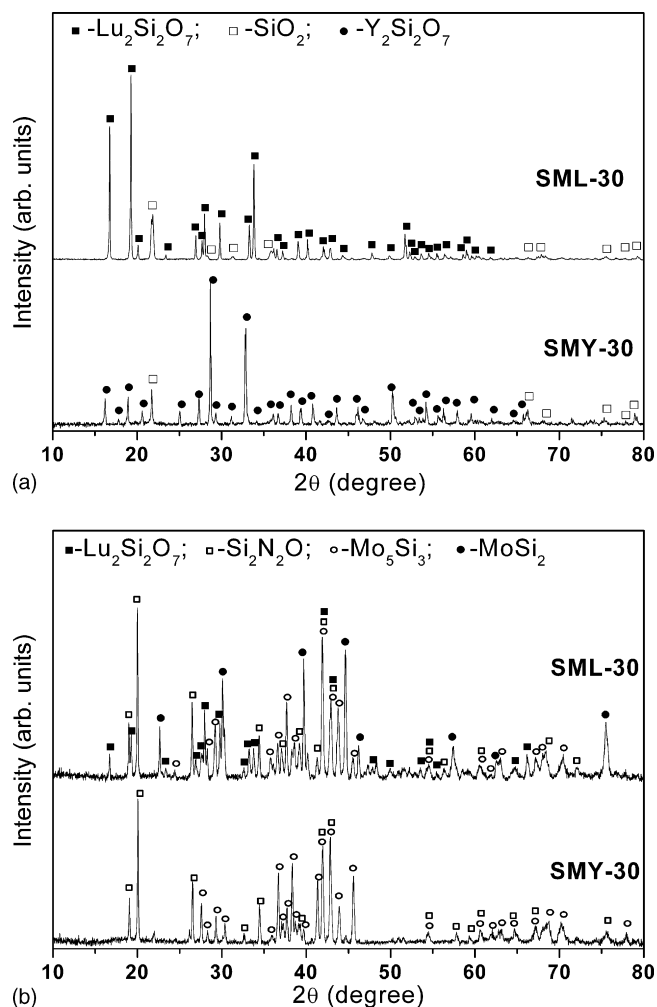 ■-Lu₂Si₂O₇; □-SiO₂; ●-Y₂Si₂O₇
SML-30
SMY-30
Intensity (arb. units)
10 20 30 40 50 60 70 80
(a)
2θ (degree)
■-Lu₂Si₂O₇; □-Si₂N₂O; ○-Mo₅Si₃; ●-MoSi₂
SML-30
SMY-30
Intensity (arb. units)
10 20 30 40 50 60 70 80
(b)
2θ (degree)